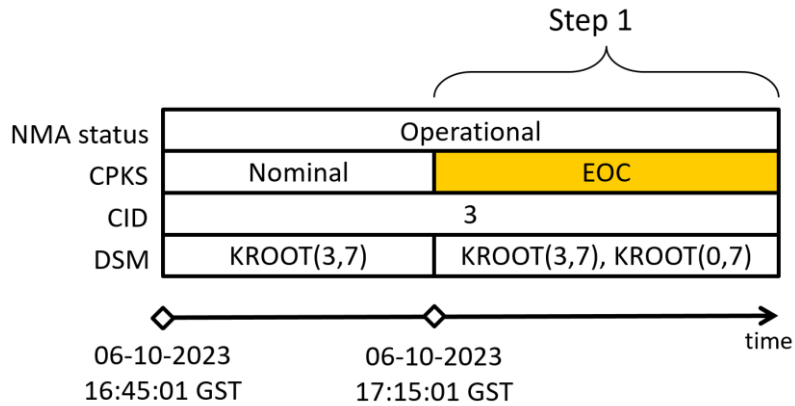 Step 1
NMA status Operational
CPKS Nominal EOC
CID 3
DSM KROOT(3,7) KROOT(3,7), KROOT(0,7)
time
06-10-2023 06-10-2023
16:45:01 GST 17:15:01 GST